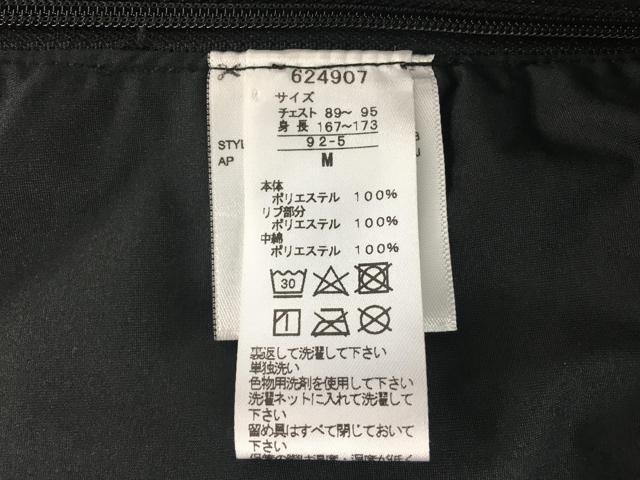 624907
サイズ
チェスト 89～ 95
身長 167～173
92-5
M
STYL
AP
本体
ポリエステル 100%
リブ部分
ポリエステル 100%
中綿
ポリエステル 100%
30
裏返して洗濯して下さい
単独洗い
色物用洗剤を使用して下さい
洗濯ネットに入れて洗濯して
下さい
留め具はすべて閉じておいて
下さい